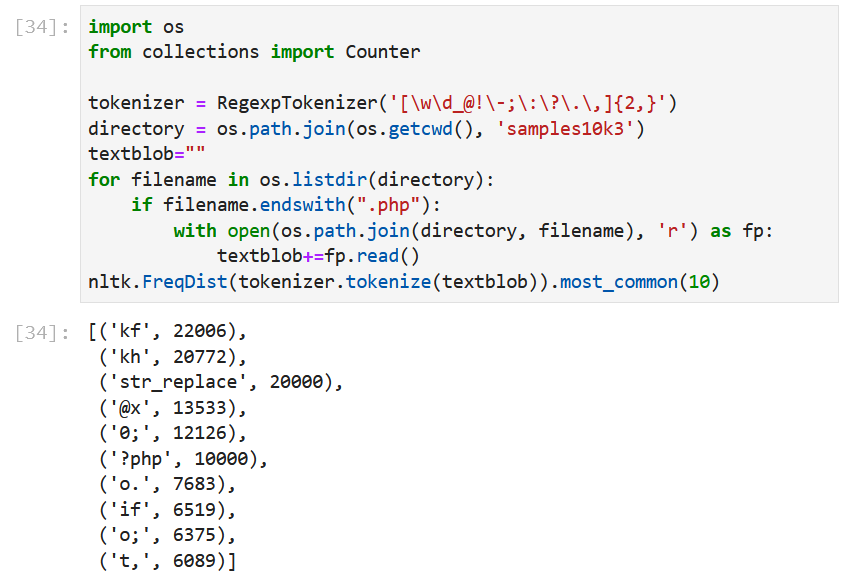 [34]: import os
from collections import Counter
tokenizer = RegexpTokenizer('[\w\d_@!\-;\:\?\.\,]{2,}')
directory = os.path.join(os.getcwd(), 'samples10k3')
textblob=""
for filename in os.listdir(directory):
    if filename.endswith(".php"):
        with open(os.path.join(directory, filename), 'r') as fp:
            textblob+=fp.read()
nltk.FreqDist(tokenizer.tokenize(textblob)).most_common(10)
[34]: [('kf', 22006),
('kh', 20772),
('str_replace', 20000),
('@x', 13533),
('0;', 12126),
('?php', 10000),
('o.', 7683),
('if', 6519),
('o;', 6375),
('t,', 6089)]